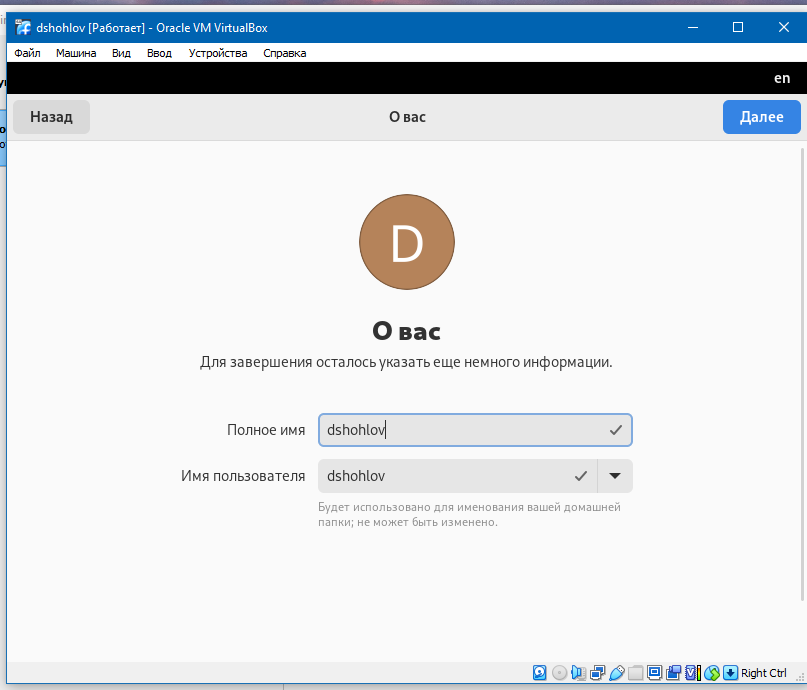 dshohlov [Работает] - Oracle VM VirtualBox
Файл Машина Вид Ввод Устройства Справка
en
Назад О вас Далее
D
О вас
Для завершения осталось указать еще немного информации.
Полное имя dshohlov
Имя пользователя dshohlov
Будет использовано для именования вашей домашней
папки; не может быть изменено.
Right Ctrl